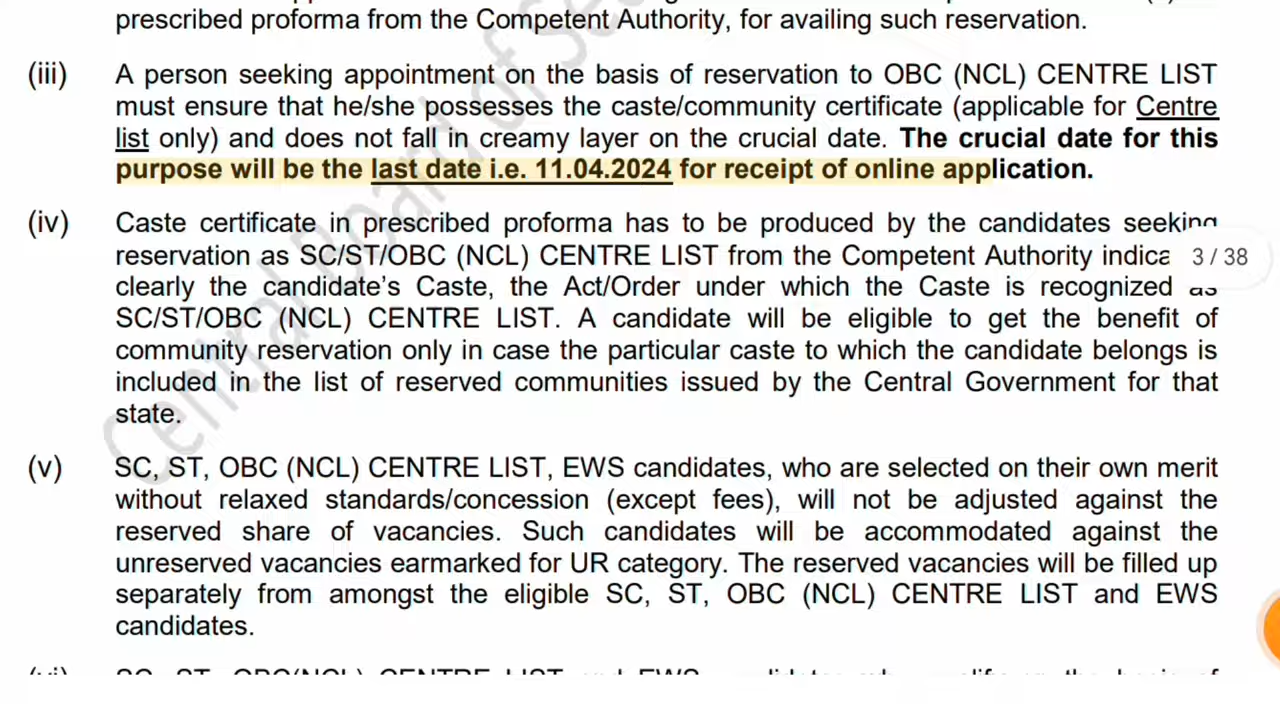 prescribed proforma from the Competent Authority, for availing such reservation.
(iii) A person seeking appointment on the basis of reservation to OBC (NCL) CENTRE LIST
must ensure that he/she possesses the caste/community certificate (applicable for Centre
list only) and does not fall in creamy layer on the crucial date. The crucial date for this
purpose will be the last date i.e. 11.04.2024 for receipt of online application.
(iv) Caste certificate in prescribed proforma has to be produced by the candidates seeking
reservation as SC/ST/OBC (NCL) CENTRE LIST from the Competent Authority indica
3 / 38
clearly the candidate's Caste, the Act/Order under which the Caste is recognized as
SC/ST/OBC (NCL) CENTRE LIST. A candidate will be eligible to get the benefit of
community reservation only in case the particular caste to which the candidate belongs is
included in the list of reserved communities issued by the Central Government for that
state.
(v) SC, ST, OBC (NCL) CENTRE LIST, EWS candidates, who are selected on their own merit
without relaxed standards/concession (except fees), will not be adjusted against the
reserved share of vacancies. Such candidates will be accommodated against the
unreserved vacancies earmarked for UR category. The reserved vacancies will be filled up
separately from amongst the eligible SC, ST, OBC (NCL) CENTRE LIST and EWS
candidates.
Central Board of Sec